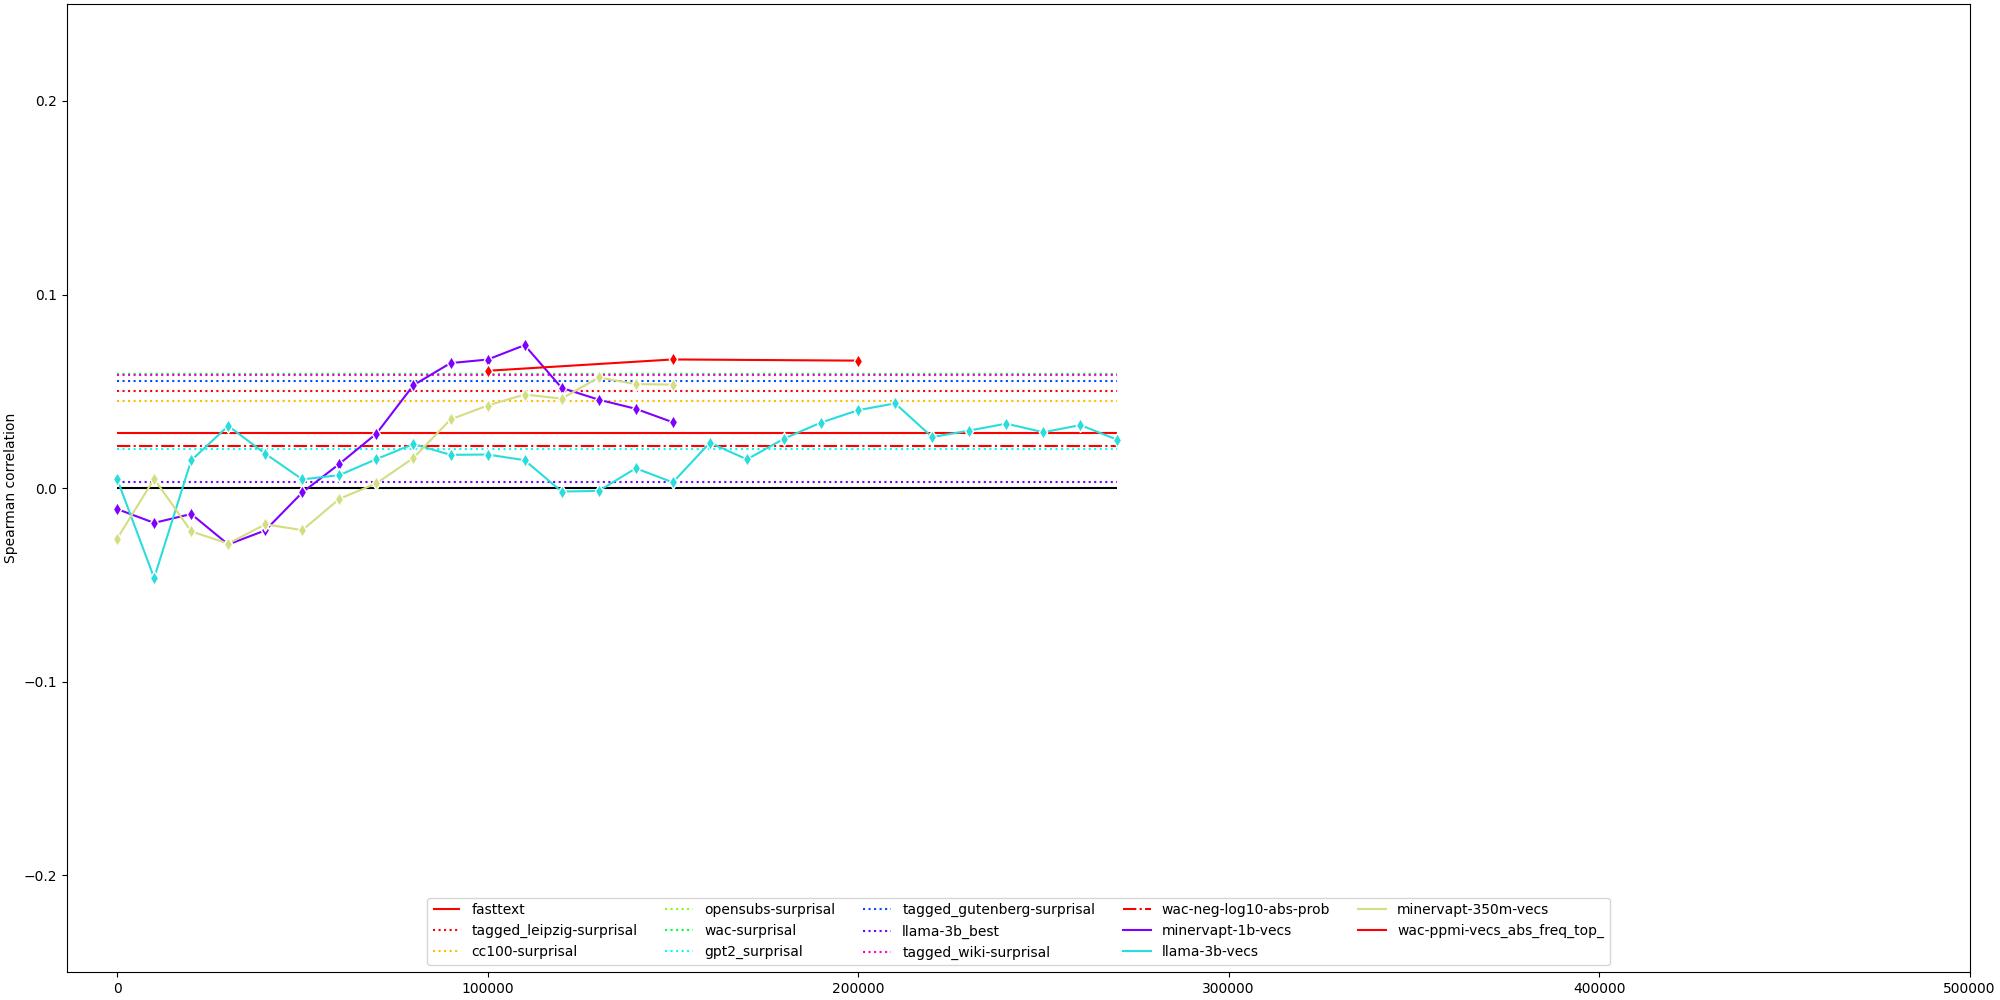 0.2
0.1
0.0
−0.1
−0.2
Spearman correlation
fasttext
tagged_leipzig-surprisal
cc100-surprisal
opensubs-surprisal
wac-surprisal
gpt2_surprisal
tagged_gutenberg-surprisal
llama-3b_best
tagged_wiki-surprisal
wac-neg-log10-abs-prob
minervapt-1b-vecs
llama-3b-vecs
minervapt-350m-vecs
wac-ppmi-vecs_abs_freq_top_
0 100000 200000 300000 400000 500000